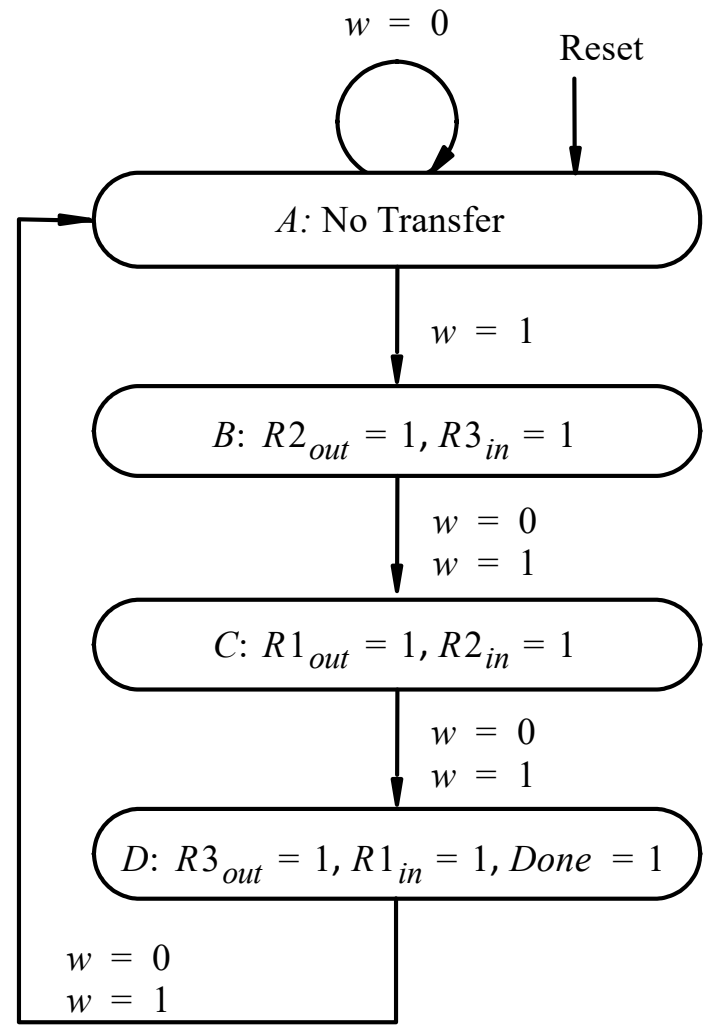 w = 0
Reset
A: No Transfer
w = 1
B: R2out = 1, R3in = 1
w = 0
w = 1
C: R1out = 1, R2in = 1
w = 0
w = 1
D: R3out = 1, R1in = 1, Done = 1
w = 0
w = 1